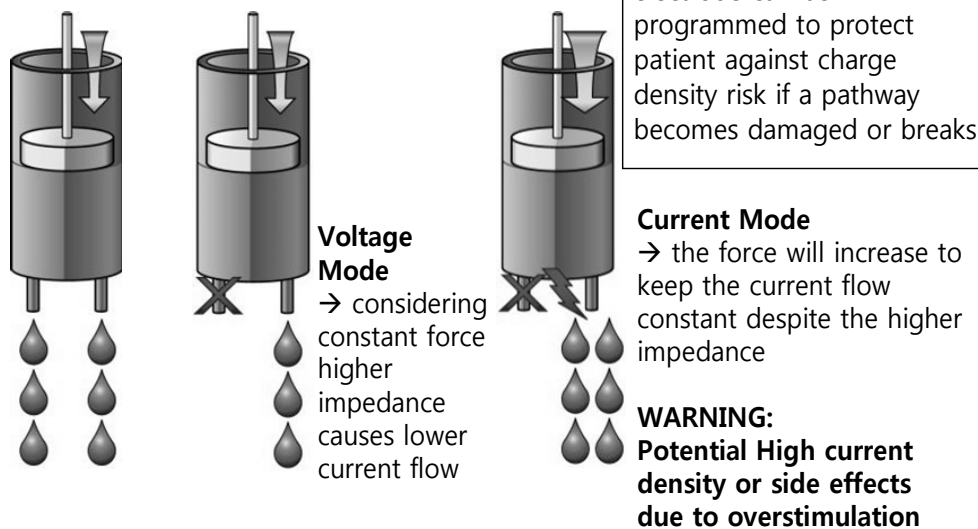 programmed to protect
patient against charge
density risk if a pathway
becomes damaged or breaks
Voltage
Mode
→ considering
constant force
higher
impedance
causes lower
current flow
Current Mode
→ the force will increase to
keep the current flow
constant despite the higher
impedance
WARNING:
Potential High current
density or side effects
due to overstimulation